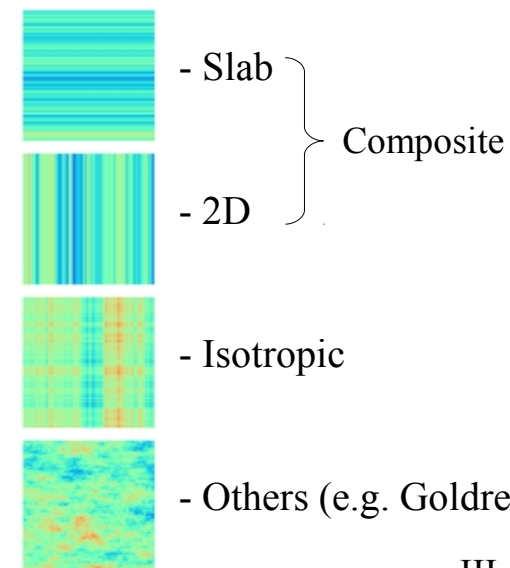 - Slab
Composite
- 2D
- Isotropic
- Others (e.g. Goldre